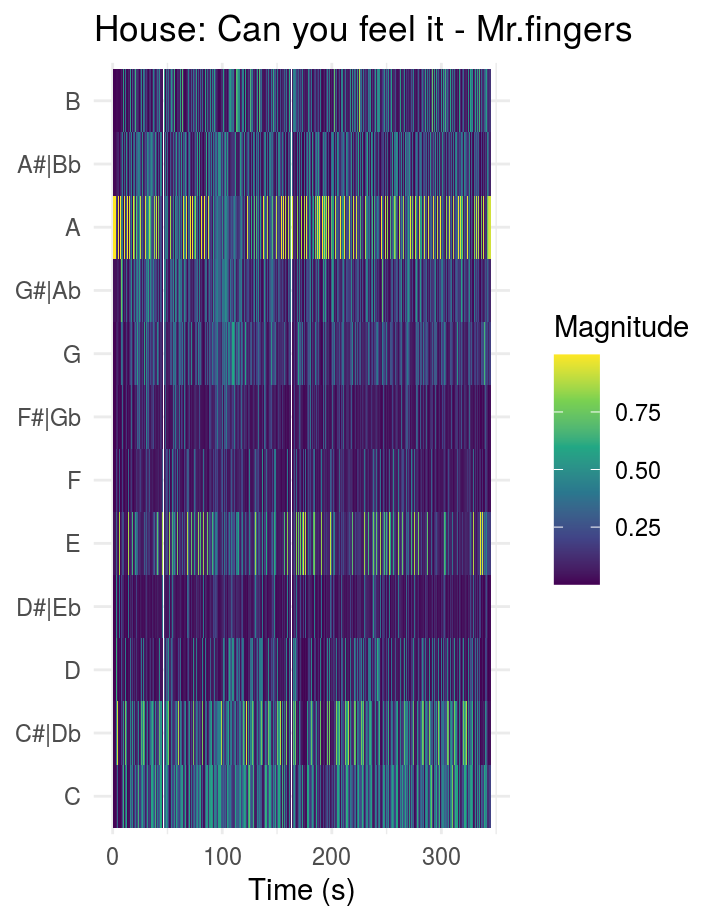 House: Can you feel it - Mr.fingers
B
A#|Bb
A
G#|Ab
G
F#|Gb
F
E
D#|Eb
D
C#|Db
C
0 100 200 300
Time (s)
Magnitude
0.75
0.50
0.25